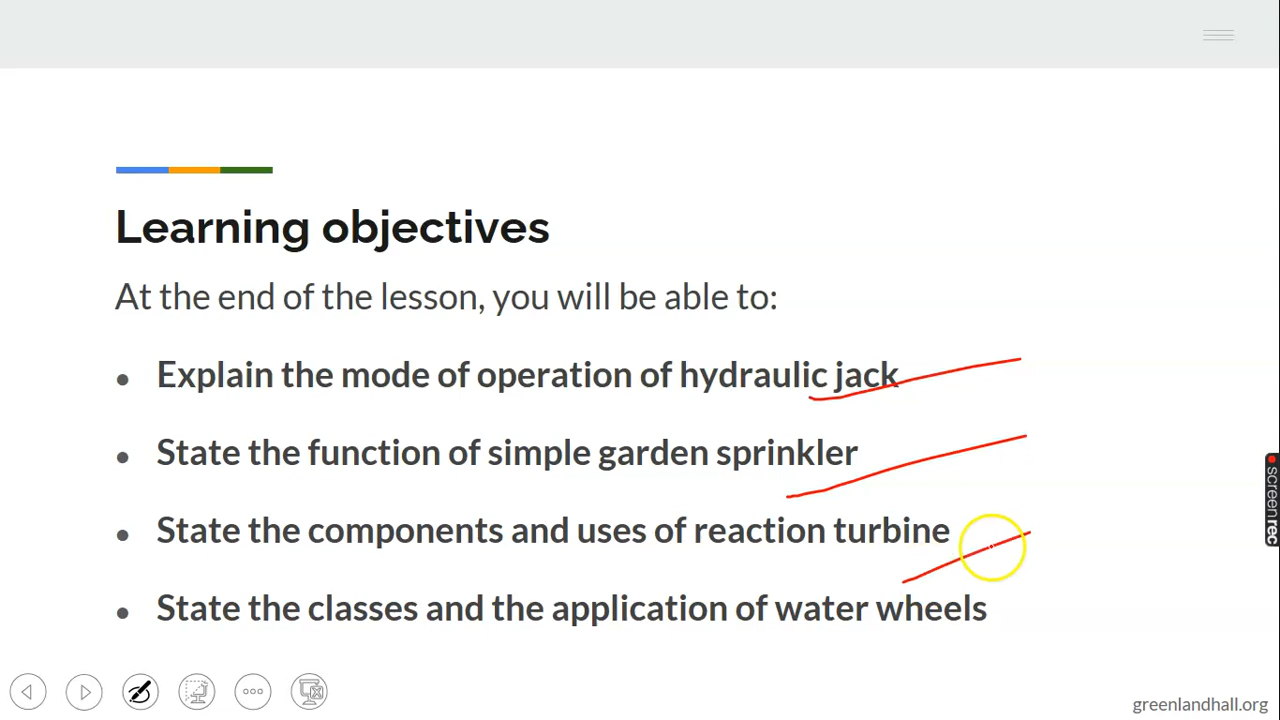 Learning objectives
At the end of the lesson, you will be able to:
• Explain the mode of operation of hydraulic jack
• State the function of simple garden sprinkler
• State the components and uses of reaction turbine
• State the classes and the application of water wheels
screenrec
greenlandhall.org